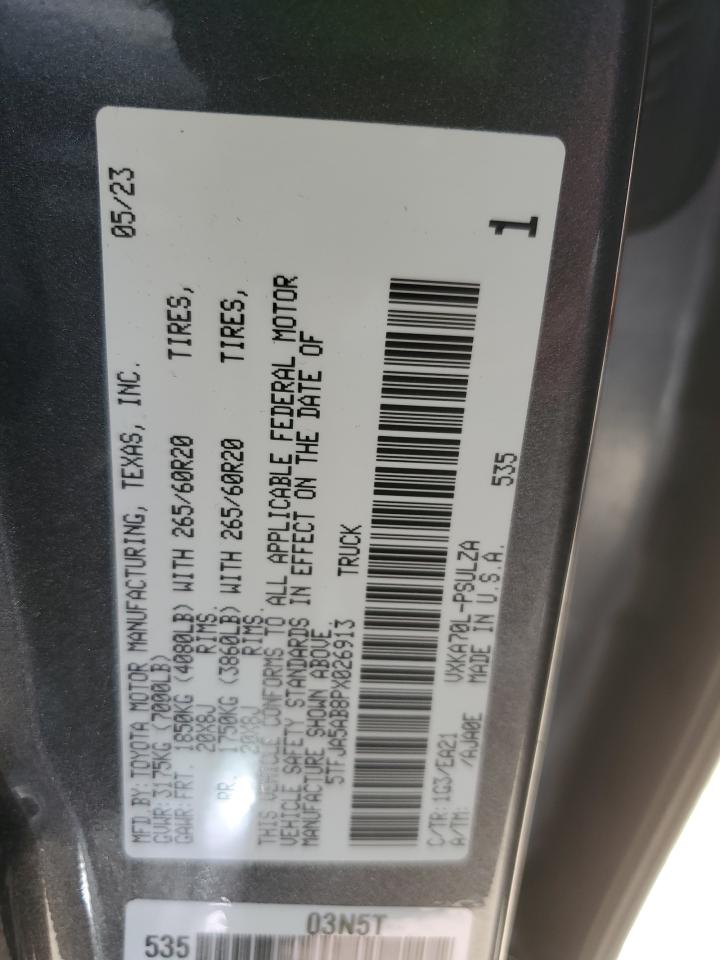 MFD.BY:TOYOTA MOTOR MANUFACTURING, TEXAS, INC. 05/23
GVWR:3175KG (7000LB)
GAWR:FRT. 1850KG (4080LB) WITH 265/60R20 TIRES,
20X8J RIMS.
RR. 1750KG (3860LB) WITH 265/60R20 TIRES,
20X8J RIMS.
THIS VEHICLE CONFORMS TO ALL APPLICABLE FEDERAL MOTOR
VEHICLE SAFETY STANDARDS IN EFFECT ON THE DATE OF
MANUFACTURE SHOWN ABOVE.
5TFJA5AB8PX026913 TRUCK
C/TR:1G3/EA21 VXKA70L-PSULZA 535 1
A/TM: /AJA0E MADE IN U.S.A.
03N5T
535